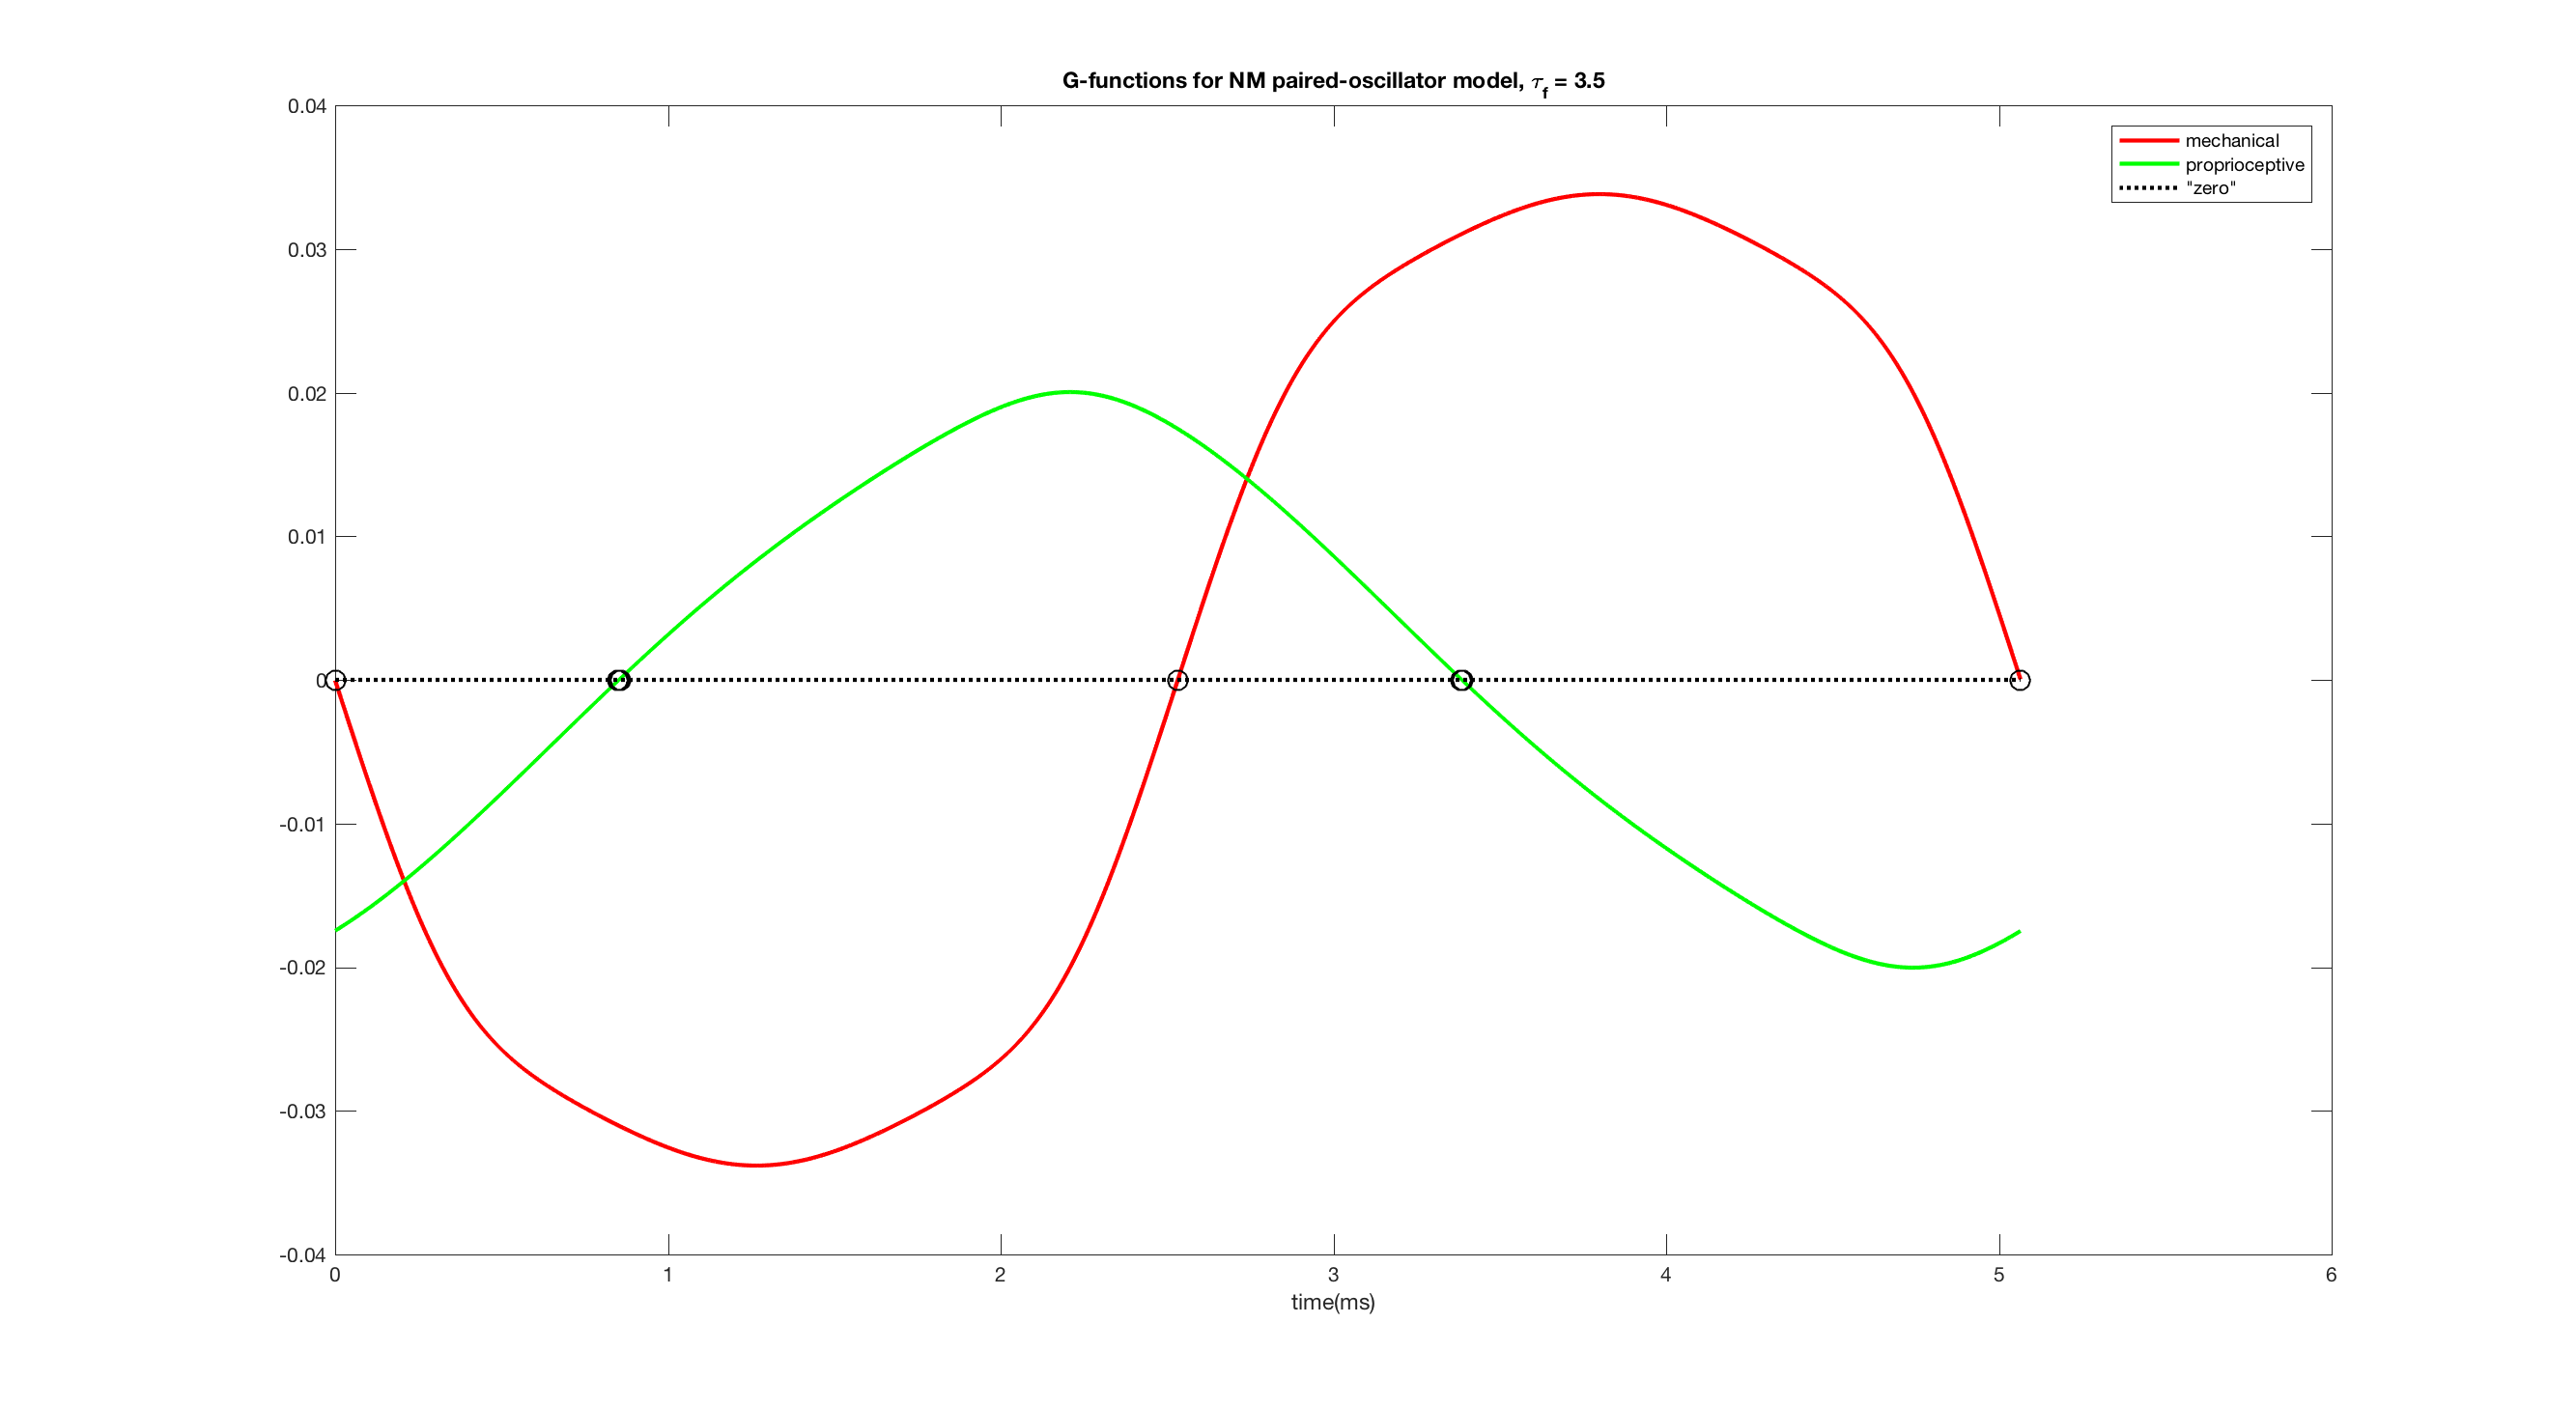 G-functions for NM paired-oscillator model, τf = 3.5
mechanical
proprioceptive
"zero"
0.04
0.03
0.02
0.01
0
-0.01
-0.02
-0.03
-0.04
0 1 2 3 4 5 6
time(ms)